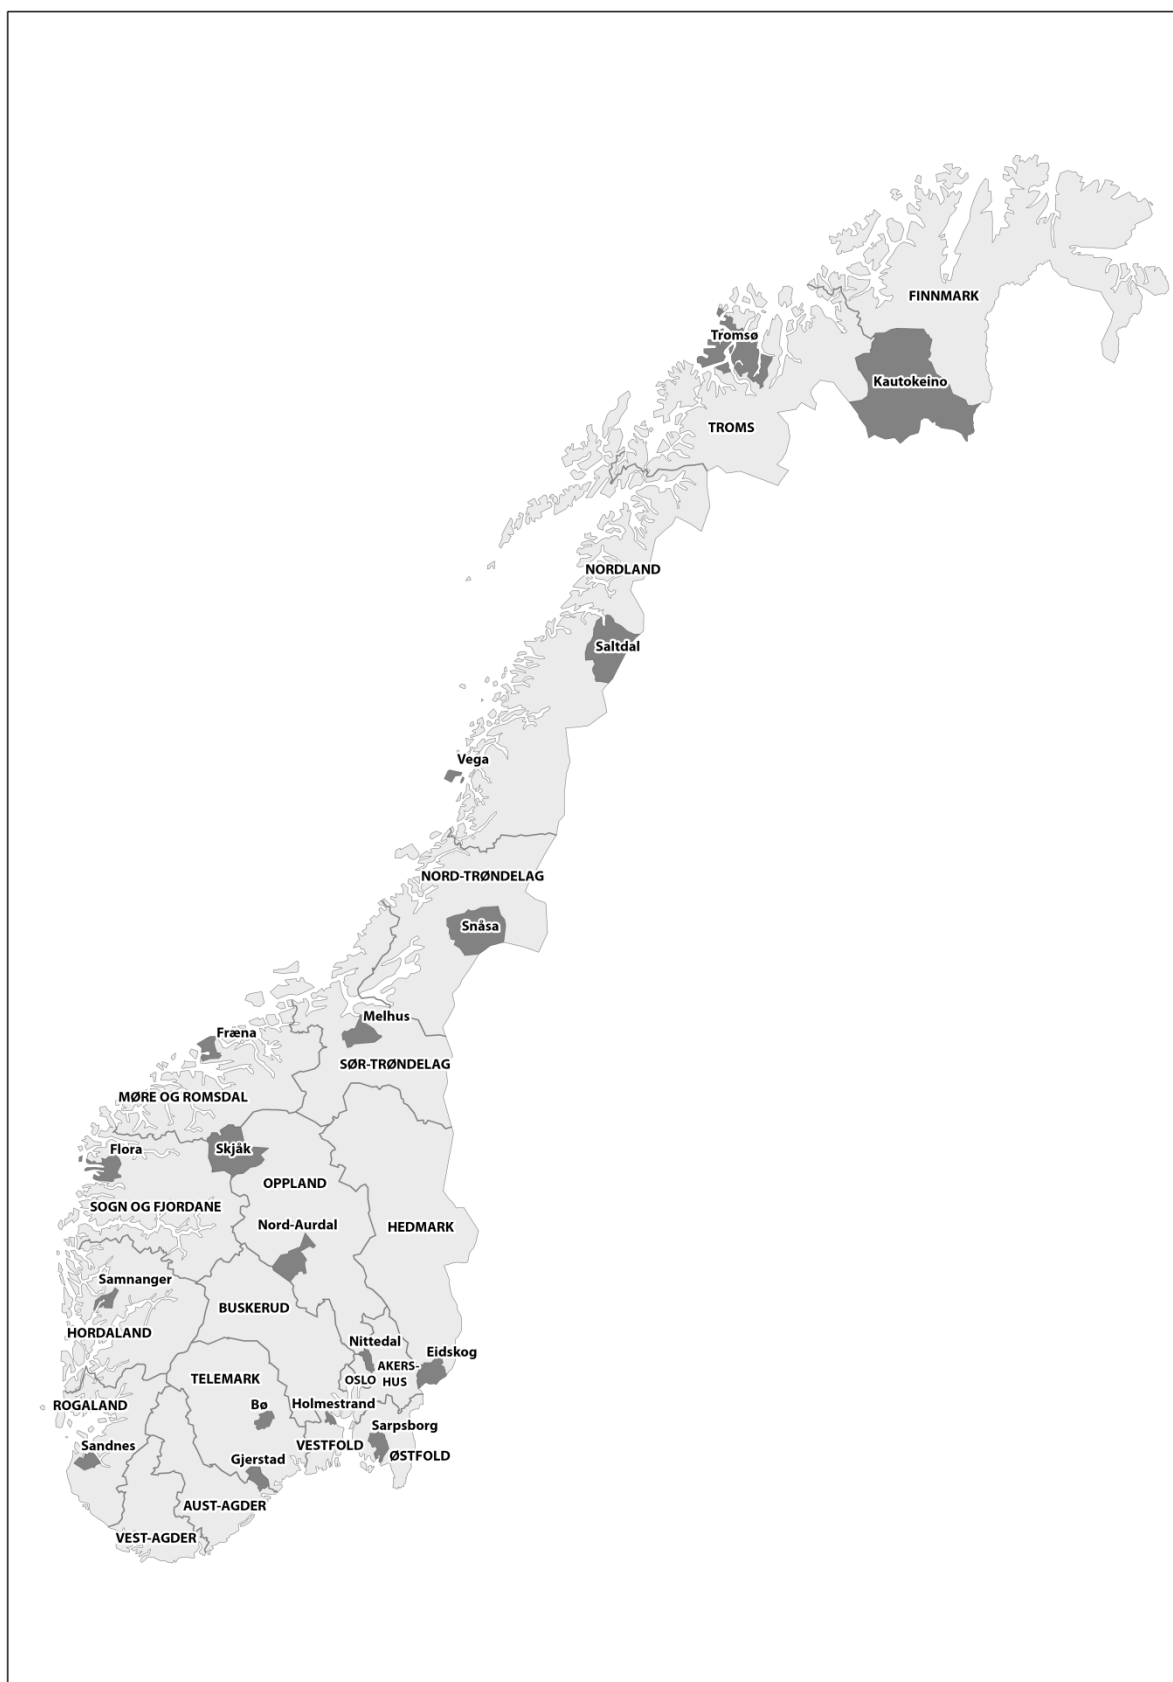 FINNMARK
Tromsø
Kautokeino
TROMS
NORDLAND
Saltdal
Vega
NORD-TRØNDELAG
Snåsa
Melhus
Fræna
SØR-TRØNDELAG
MØRE OG ROMSDAL
Flora
Skjåk
OPPLAND
SOGN OG FJORDANE
Nord-Aurdal
HEDMARK
Samnanger
BUSKERUD
HORDALAND
Nittedal
Eidskog
AKERS-
HUS
OSLO
TELEMARK
ROGALAND
Bø
Holmestrand
Sarpsborg
Sandnes
VESTFOLD
ØSTFOLD
Gjerstad
AUST-AGDER
VEST-AGDER